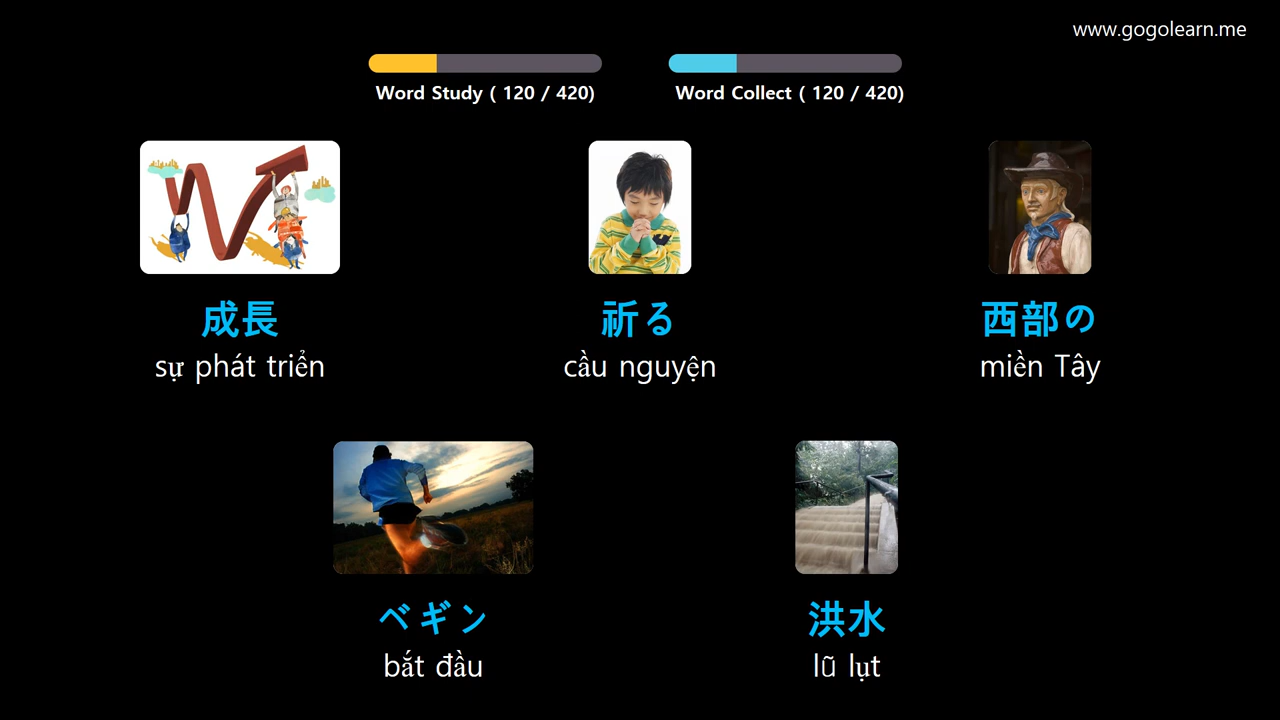 www.gogolearn.me
Word Study ( 120 / 420)
Word Collect ( 120 / 420)
成長
sự phát triển
祈る
cầu nguyện
西部の
miền Tây
ベギン
bắt đầu
洪水
lũ lụt